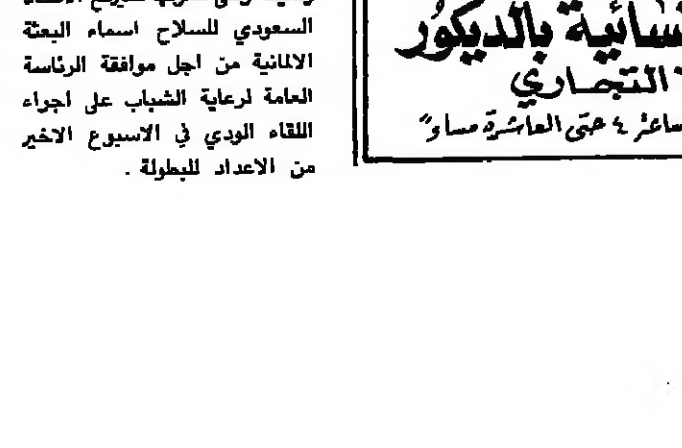 السعودي للسلاح اسماء البعثة
الالمانية من اجل موافقة الرئاسة
العامة لرعاية الشباب على اجراء
اللقاء الودي في الاسبوع الاخير
من الاعداد للبطولة .
بالديكور
التجاري
٤ حتى العاشرة مساءً